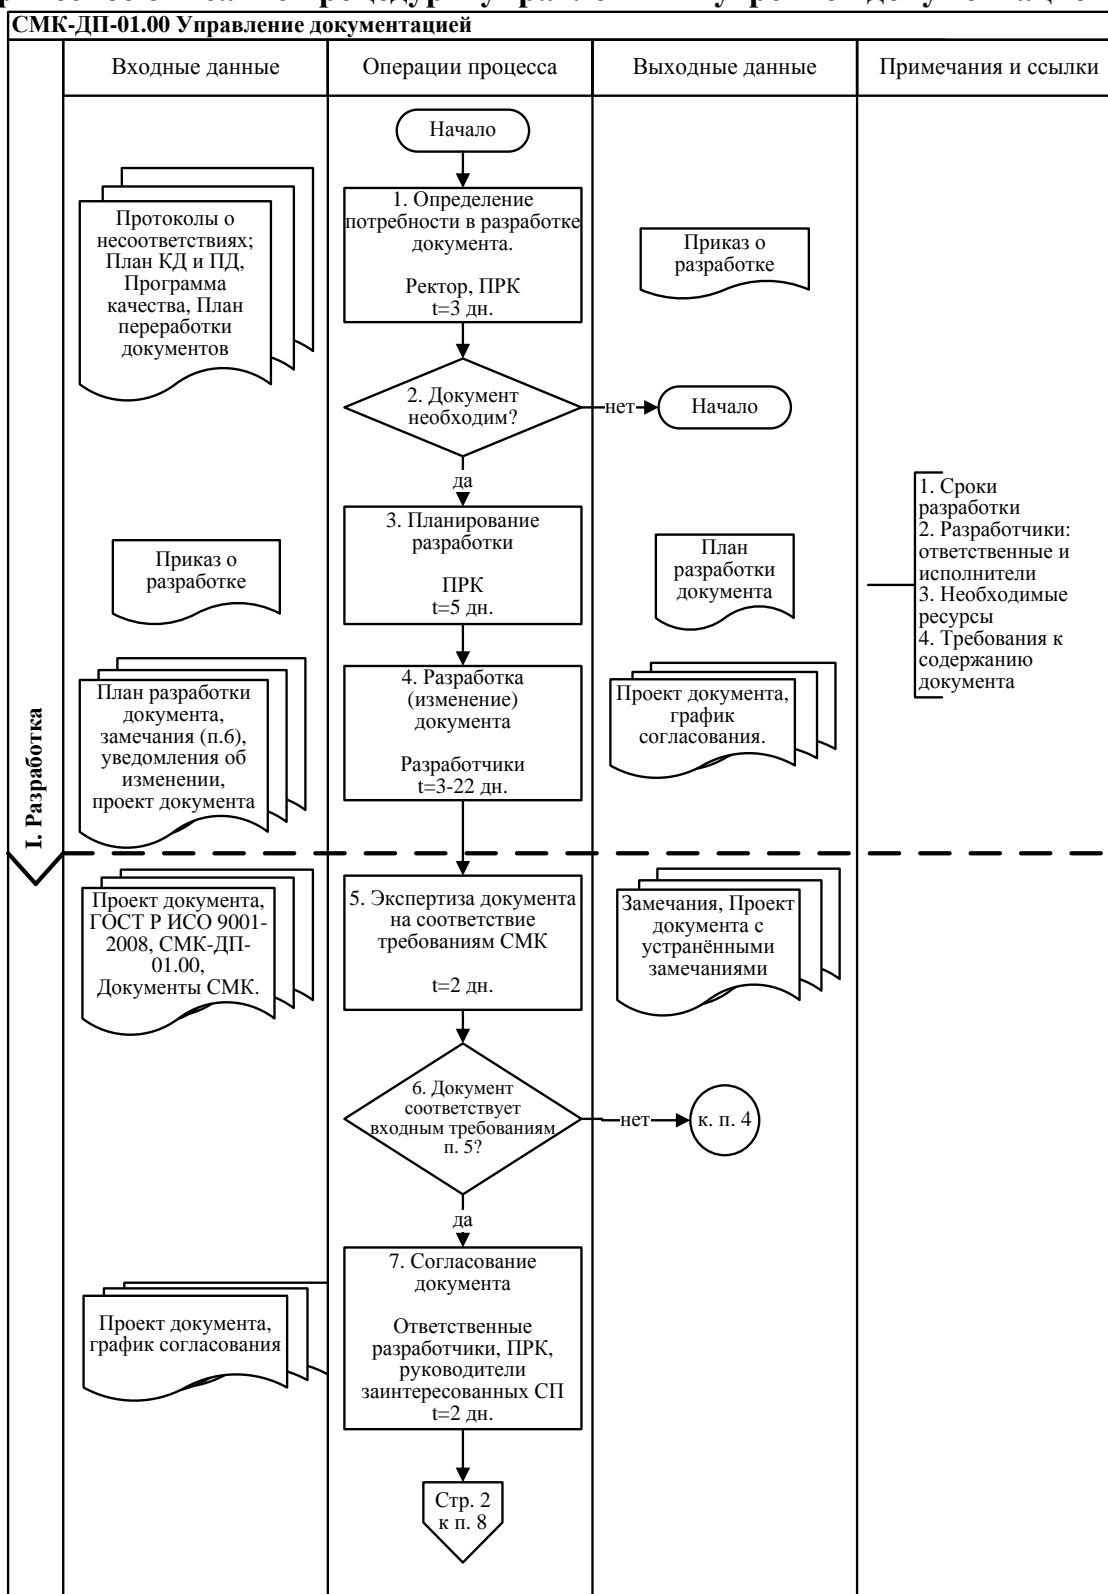 СМК-ДП-01.00 Управление документацией
Входные данные
Операции процесса
Выходные данные
Примечания и ссылки
Начало
Протоколы о
несоответствиях;
План КД и ПД,
Программа
качества, План
переработки
документов
1. Определение
потребности в разработке
документа.
Ректор, ПРК
t=3 дн.
Приказ о
разработке
2. Документ
необходим?
нет
Начало
да
Приказ о
разработке
3. Планирование
разработки
ПРК
t=5 дн.
План
разработки
документа
1. Сроки
разработки
2. Разработчики:
ответственные и
исполнители
3. Необходимые
ресурсы
4. Требования к
содержанию
документа
I. Разработка
План разработки
документа,
замечания (п.6),
уведомления об
изменении,
проект документа
4. Разработка
(изменение)
документа
Разработчики
t=3-22 дн.
Проект документа,
график
согласования.
Проект документа,
ГОСТ Р ИСО 9001-
2008, СМК-ДП-
01.00,
Документы СМК.
5. Экспертиза документа
на соответствие
требованиям СМК
t=2 дн.
Замечания, Проект
документа с
устранёнными
замечаниями
6. Документ
соответствует
входным требованиям
п. 5?
нет
к. п. 4
да
Проект документа,
график согласования
7. Согласование
документа
Ответственные
разработчики, ПРК,
руководители
заинтересованных СП
t=2 дн.
Стр. 2
к п. 8